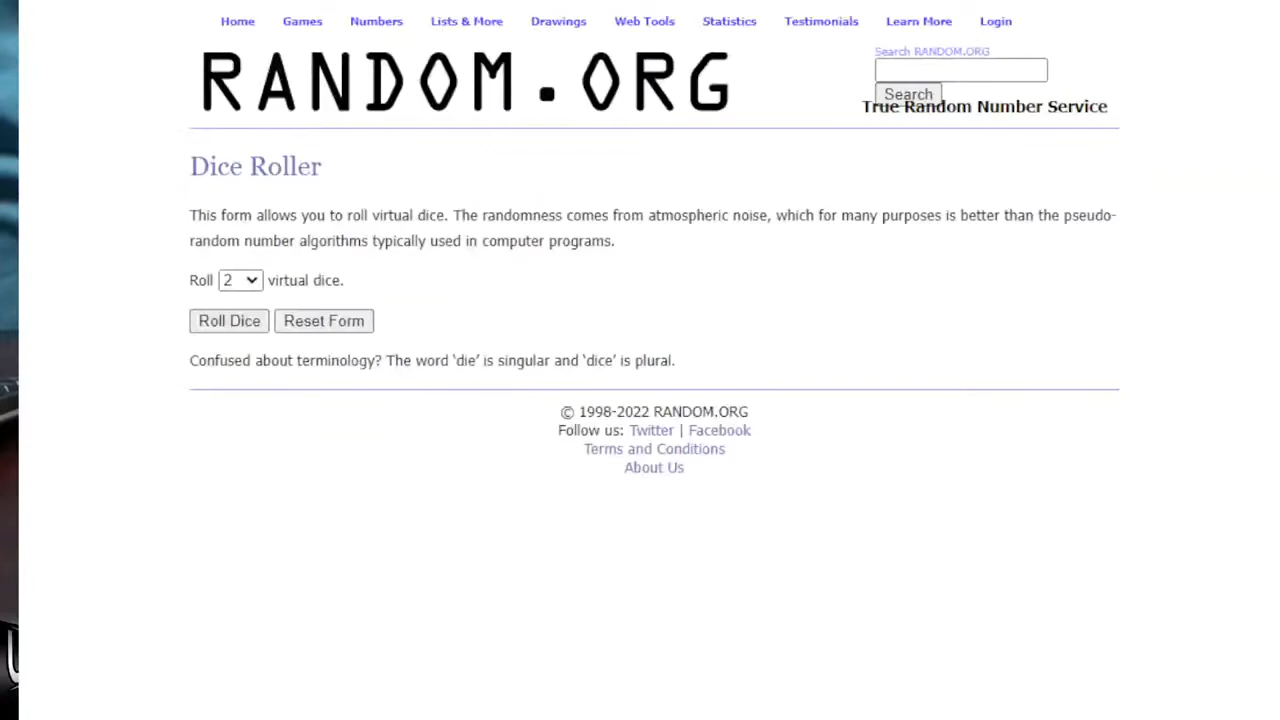 Home Games Numbers Lists & More Drawings Web Tools Statistics Testimonials Learn More Login
RANDOM.ORG
Search RANDOM.ORG
Search
True Random Number Service
Dice Roller
This form allows you to roll virtual dice. The randomness comes from atmospheric noise, which for many purposes is better than the pseudo-
random number algorithms typically used in computer programs.
Roll 2 virtual dice.
Roll Dice Reset Form
Confused about terminology? The word ‘die’ is singular and ‘dice’ is plural.
© 1998-2022 RANDOM.ORG
Follow us: Twitter | Facebook
Terms and Conditions
About Us